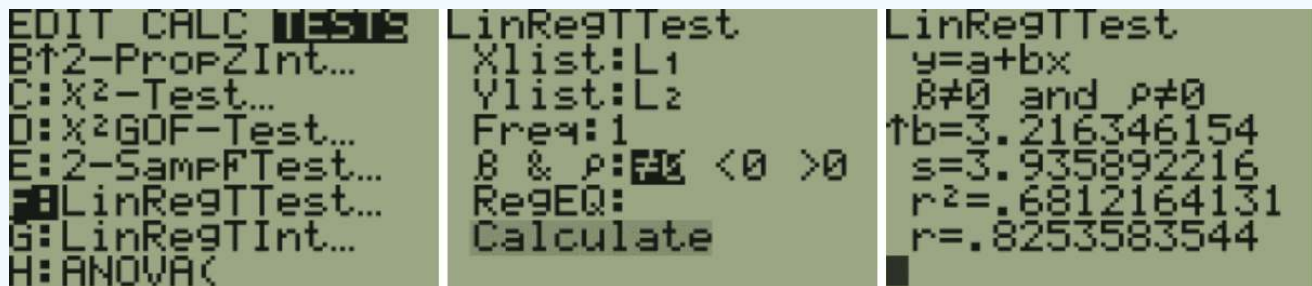 EDIT CALC TESTS
B↑2-PropZInt…
C:χ²-Test…
D:χ²GOF-Test…
E:2-SampFTest…
F:LinRegTTest…
G:LinRegTInt…
H:ANOVA(
LinRegTTest
Xlist:L₁
Ylist:L₂
Freq:1
β & ρ:≠0 <0 >0
RegEQ:
Calculate
LinRegTTest
y=a+bx
β≠0 and ρ≠0
↑b=3.216346154
s=3.935892216
r²=.6812164131
r=.8253583544